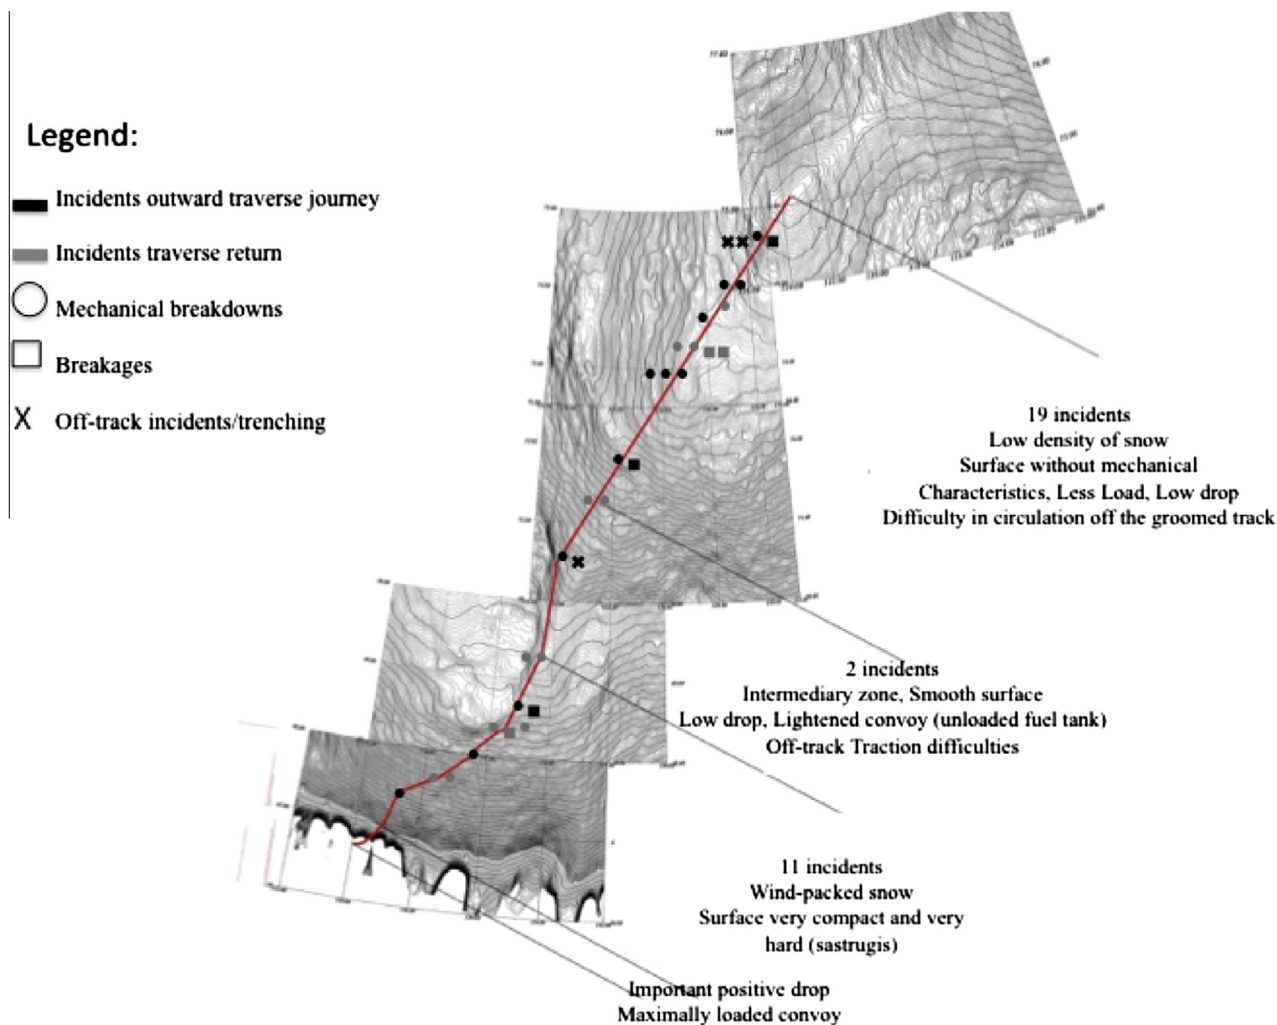 Legend:
Incidents outward traverse journey
Incidents traverse return
Mechanical breakdowns
Breakages
X Off-track incidents/trenching
19 incidents
Low density of snow
Surface without mechanical
Characteristics, Less Load, Low drop
Difficulty in circulation off the groomed track
2 incidents
Intermediary zone, Smooth surface
Low drop, Lightened convoy (unloaded fuel tank)
Off-track Traction difficulties
11 incidents
Wind-packed snow
Surface very compact and very
hard (sastrugis)
Important positive drop
Maximally loaded convoy